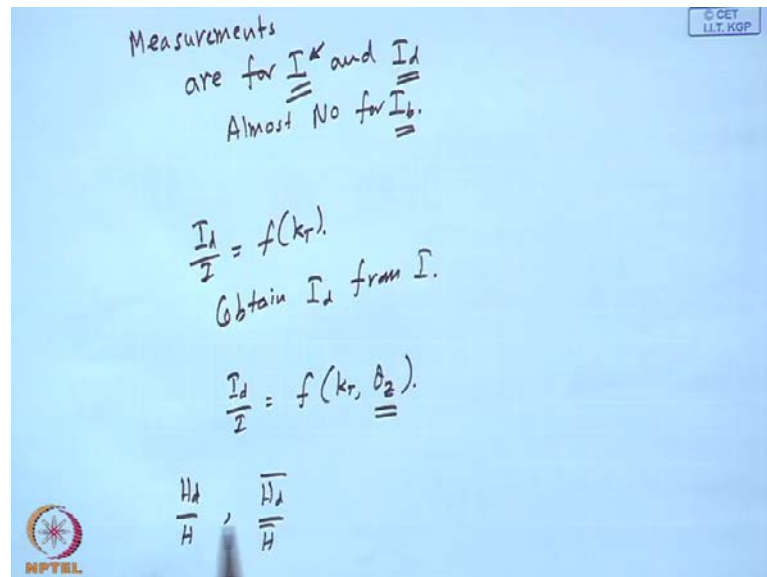 © CET
I.I.T. KGP
Measurements
are for I and Id
Almost No for Ib.
Id/I = f(kT).
Obtain Id from I.
Id/I = f(kT, θz).
Hd/H , H̅d/H̅
NPTEL